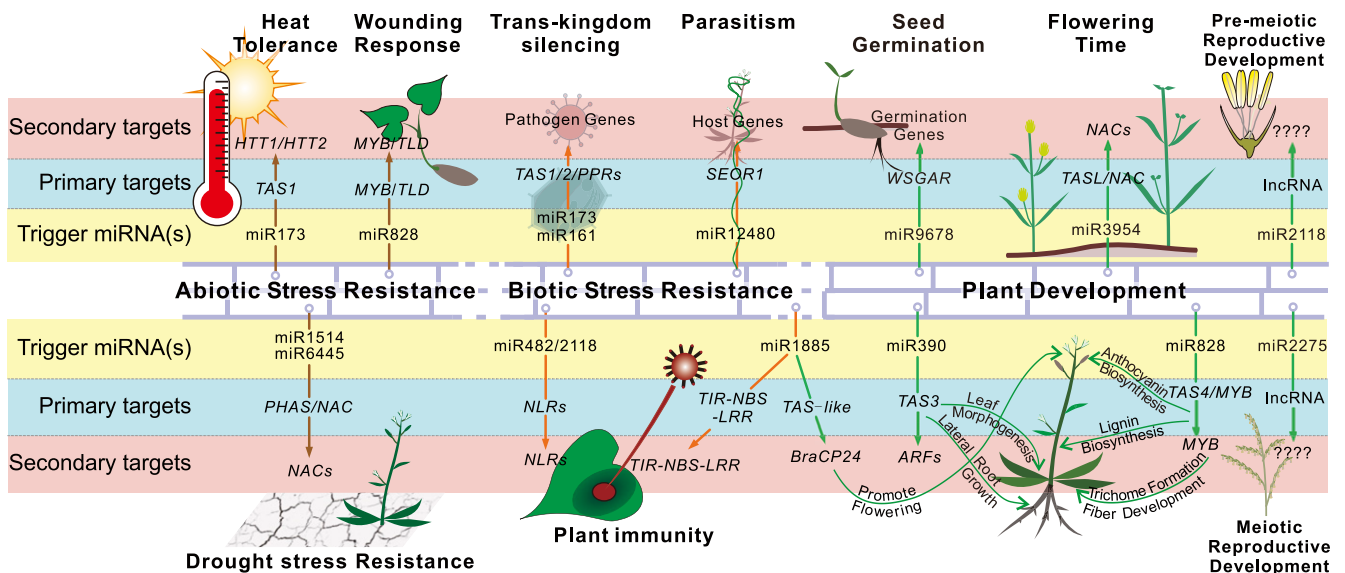 Heat
Tolerance
Wounding
Response
Trans-kingdom
silencing
Parasitism
Seed
Germination
Flowering
Time
Pre-meiotic
Reproductive
Development
Secondary targets
HTT1/HTT2
MYB/TLD
Pathogen Genes
Host Genes
Germination
Genes
NACs
????
Primary targets
TAS1
MYB/TLD
TAS1/2/PPRs
SEOR1
WSGAR
TASL/NAC
lncRNA
Trigger miRNA(s)
miR173
miR828
miR173
miR161
miR12480
miR9678
miR3954
miR2118
Abiotic Stress Resistance
Biotic Stress Resistance
Plant Development
Trigger miRNA(s)
miR1514
miR6445
miR482/2118
miR1885
miR390
miR828
miR2275
Primary targets
PHAS/NAC
NLRs
TIR-NBS
-LRR
TAS-like
TAS3
TAS4/MYB
lncRNA
Secondary targets
NACs
NLRs
TIR-NBS-LRR
BraCP24
ARFs
MYB
????
Leaf
Morphogenesis
Lateral Root
Growth
Promote
Flowering
Anthocyanin
Biosynthesis
Lignin
Biosynthesis
Trichome Formation
Fiber Development
Drought stress Resistance
Plant immunity
Meiotic
Reproductive
Development